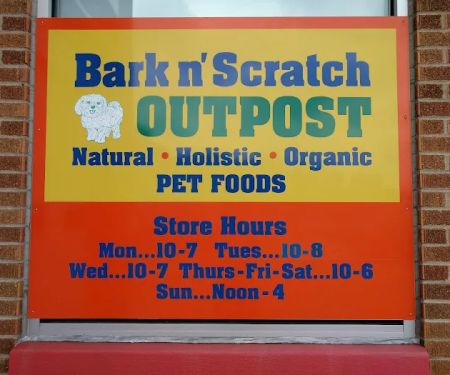 Bark n' Scratch
OUTPOST
Natural • Holistic • Organic
PET FOODS
Store Hours
Mon...10-7 Tues...10-8
Wed...10-7 Thurs-Fri-Sat...10-6
Sun...Noon-4